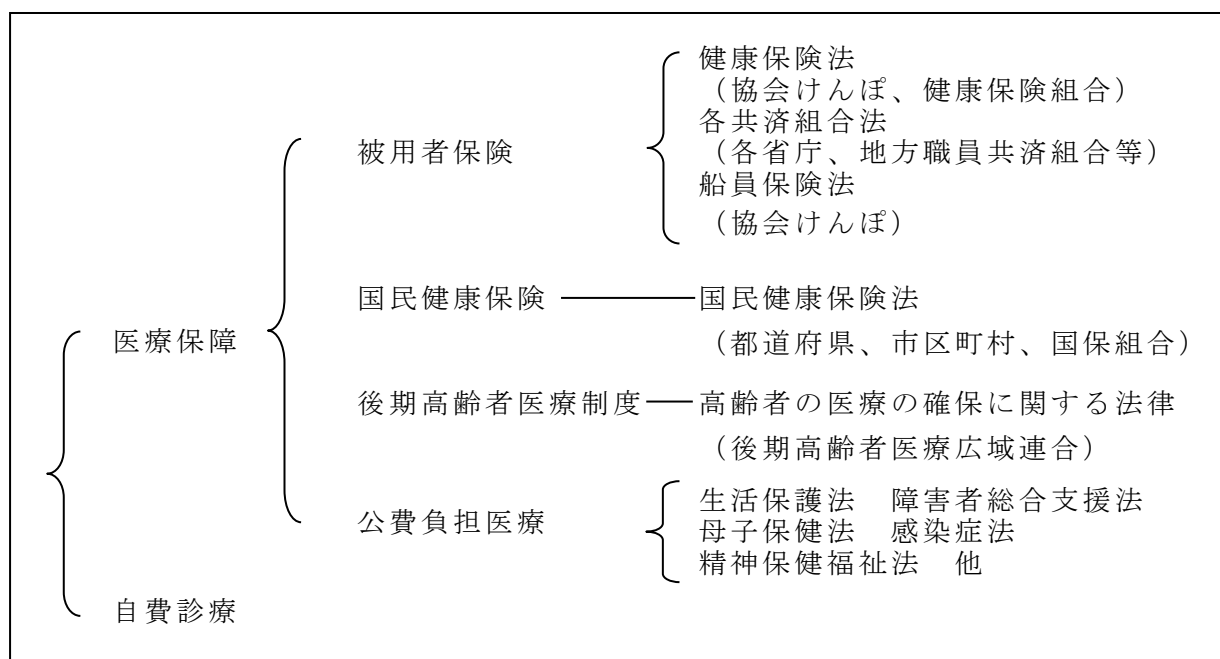 健康保険法
(協会けんぽ、健康保険組合)
各共済組合法
被用者保険
(各省庁、地方職員共済組合等)
船員保険法
(協会けんぽ)
国民健康保険
国民健康保険法
医療保障
(都道府県、市区町村、国保組合)
後期高齢者医療制度
高齢者の医療の確保に関する法律
(後期高齢者医療広域連合)
生活保護法 障害者総合支援法
公費負担医療
母子保健法 感染症法
精神保健福祉法 他
自費診療